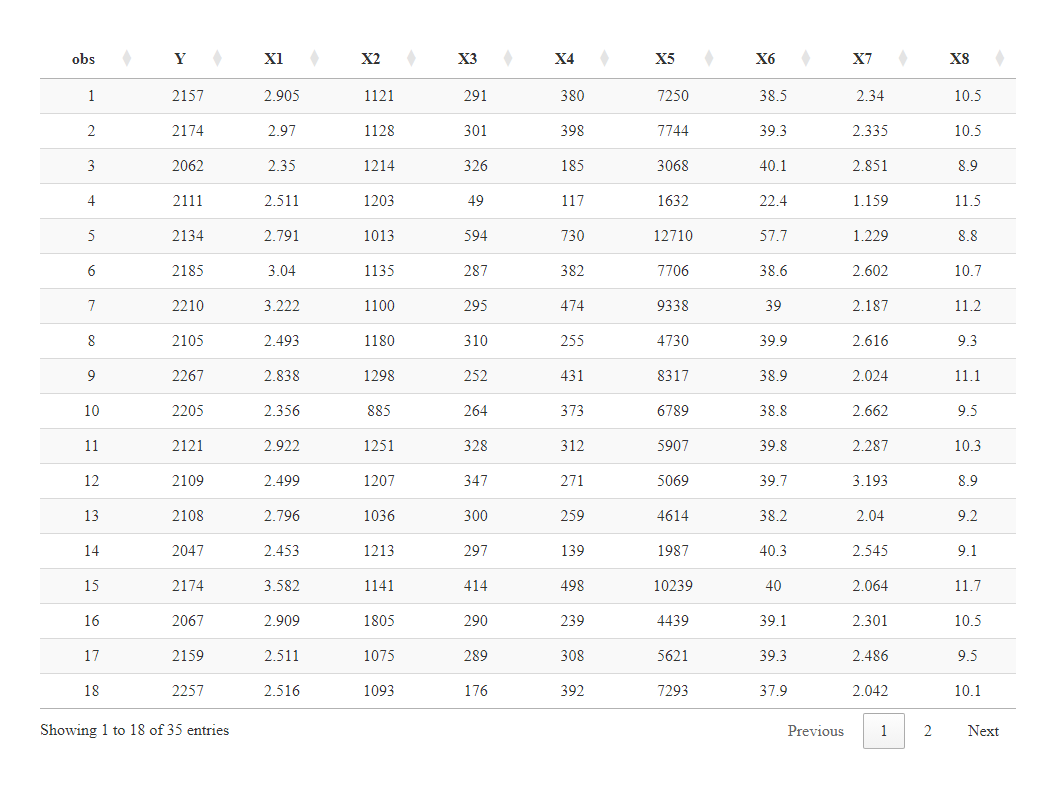 obs Y X1 X2 X3 X4 X5 X6 X7 X8
1 2157 2.905 1121 291 380 7250 38.5 2.34 10.5
2 2174 2.97 1128 301 398 7744 39.3 2.335 10.5
3 2062 2.35 1214 326 185 3068 40.1 2.851 8.9
4 2111 2.511 1203 49 117 1632 22.4 1.159 11.5
5 2134 2.791 1013 594 730 12710 57.7 1.229 8.8
6 2185 3.04 1135 287 382 7706 38.6 2.602 10.7
7 2210 3.222 1100 295 474 9338 39 2.187 11.2
8 2105 2.493 1180 310 255 4730 39.9 2.616 9.3
9 2267 2.838 1298 252 431 8317 38.9 2.024 11.1
10 2205 2.356 885 264 373 6789 38.8 2.662 9.5
11 2121 2.922 1251 328 312 5907 39.8 2.287 10.3
12 2109 2.499 1207 347 271 5069 39.7 3.193 8.9
13 2108 2.796 1036 300 259 4614 38.2 2.04 9.2
14 2047 2.453 1213 297 139 1987 40.3 2.545 9.1
15 2174 3.582 1141 414 498 10239 40 2.064 11.7
16 2067 2.909 1805 290 239 4439 39.1 2.301 10.5
17 2159 2.511 1075 289 308 5621 39.3 2.486 9.5
18 2257 2.516 1093 176 392 7293 37.9 2.042 10.1
Showing 1 to 18 of 35 entries Previous 1 2 Next